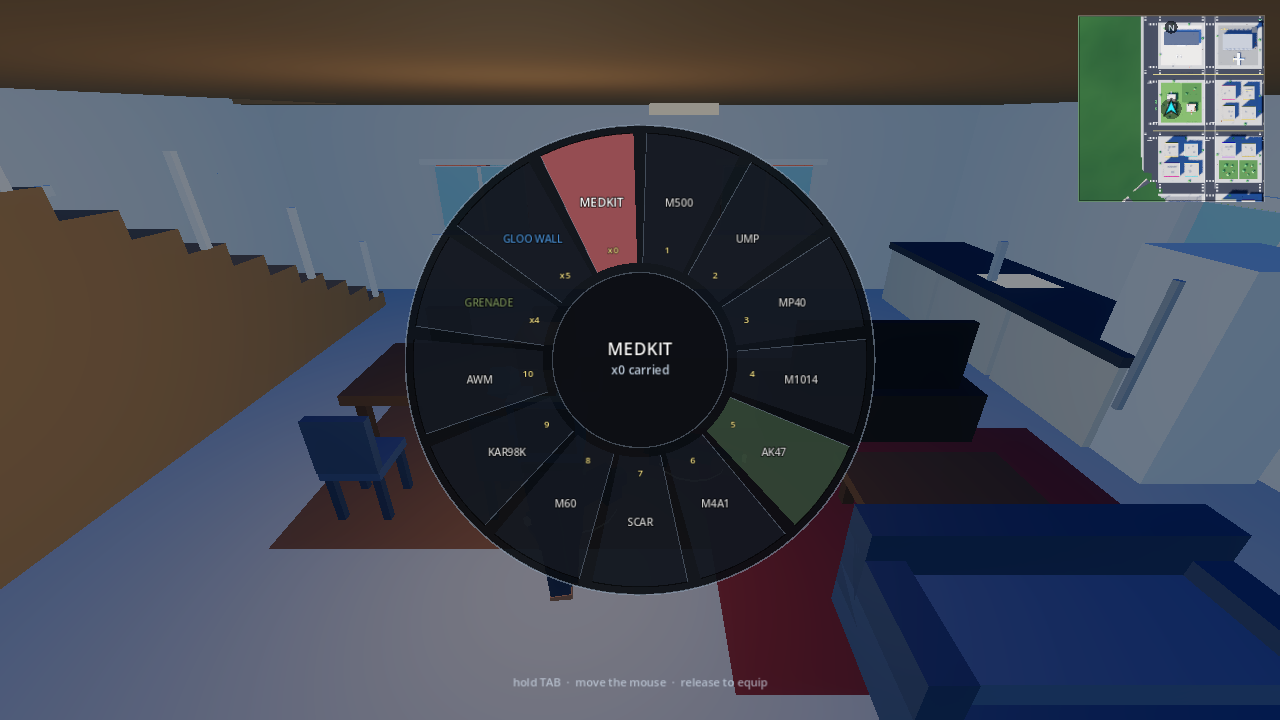 N
MEDKIT
x0
M500
1
UMP
2
MP40
3
M1014
4
AK47
5
M4A1
6
SCAR
7
M60
8
KAR98K
9
AWM
10
GRENADE
x4
GLOO WALL
x5
MEDKIT
x0 carried
hold TAB · move the mouse · release to equip